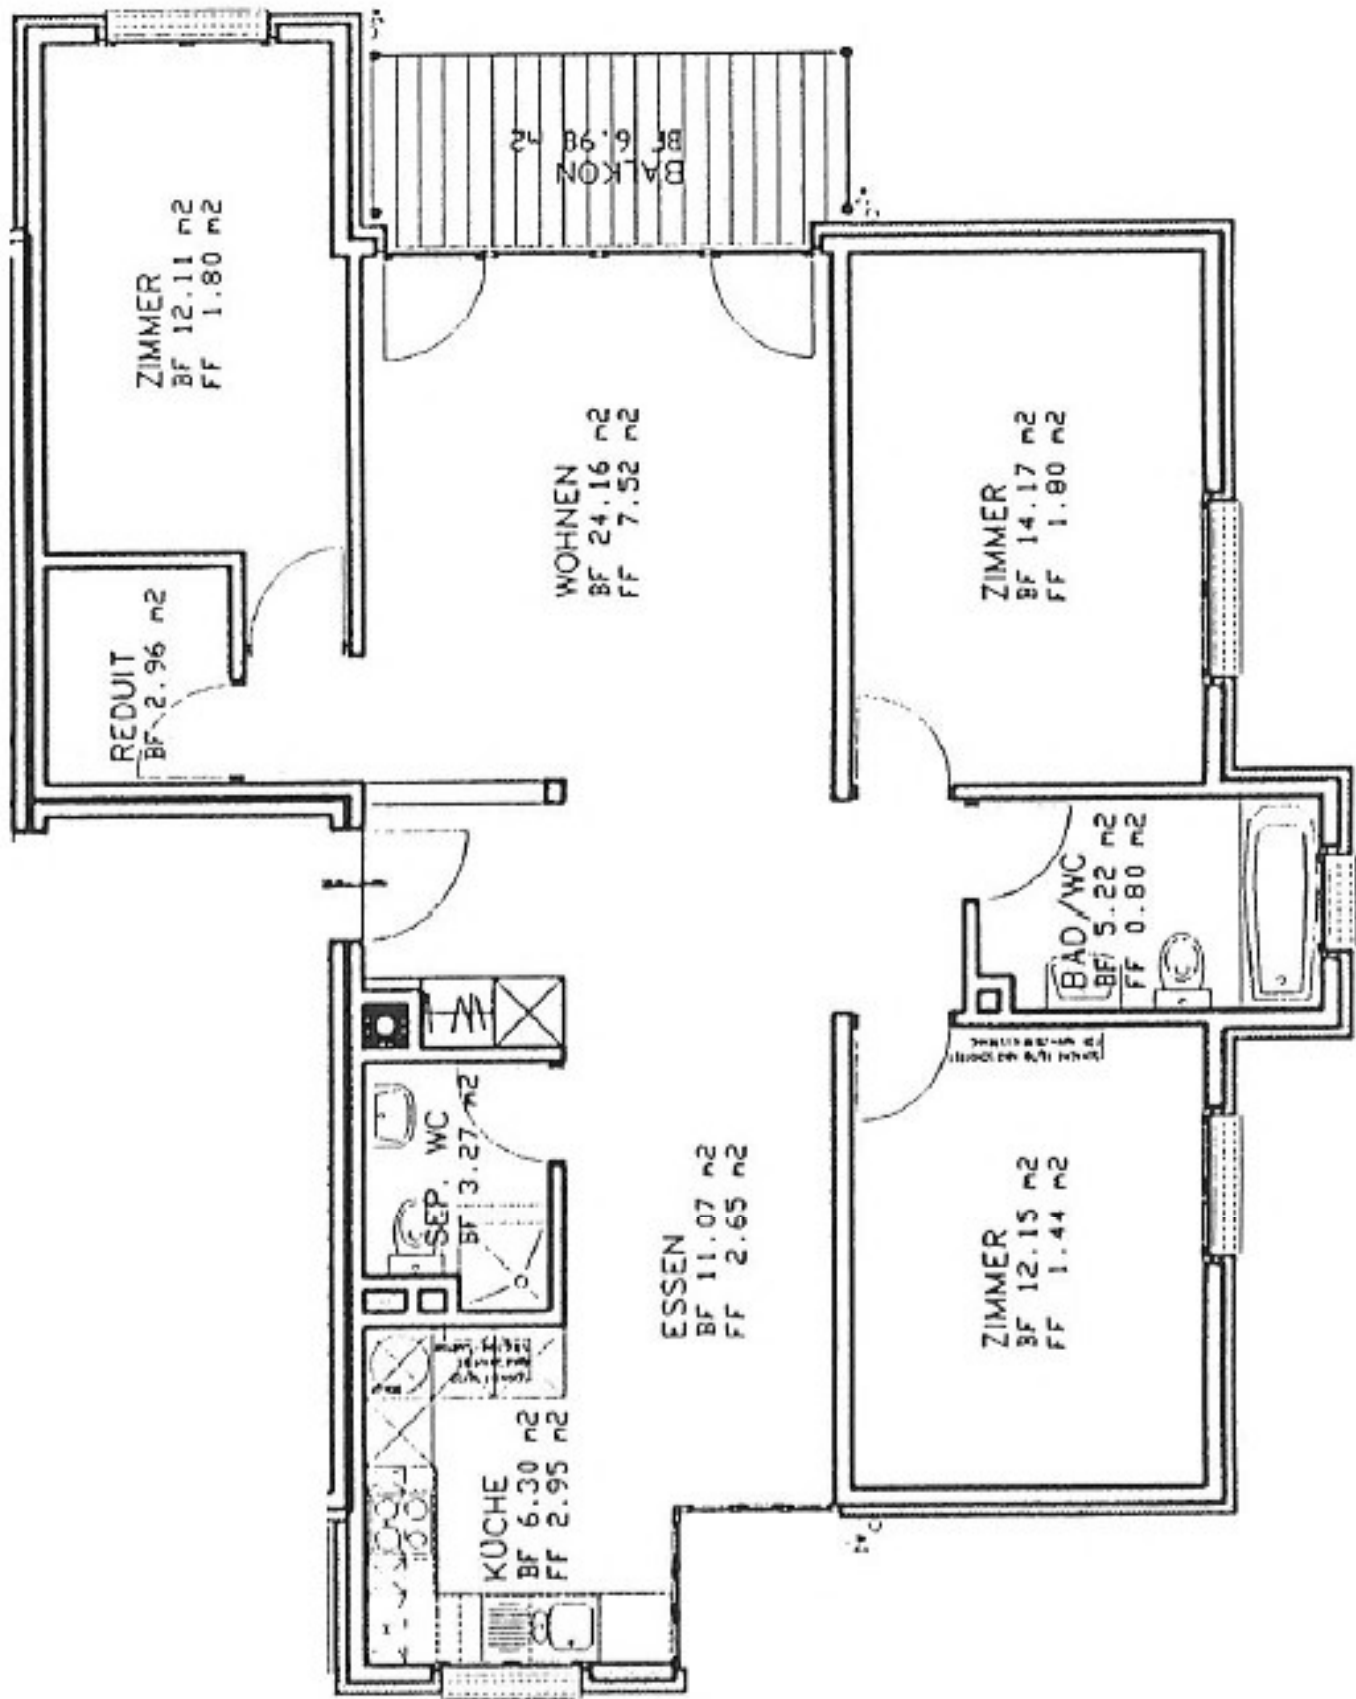 ZIMMER
BF 12.11 m2
FF 1.80 m2
BALKON
BF 6.98 m2
REDUIT
BF 2.96 m2
WOHNEN
BF 24.16 m2
FF 7.52 m2
ZIMMER
BF 14.17 m2
FF 1.80 m2
BAD/WC
BF 5.22 m2
FF 0.80 m2
SEP. WC
BF 3.27 m2
ESSEN
BF 11.07 m2
FF 2.65 m2
ZIMMER
BF 12.15 m2
FF 1.44 m2
KÜCHE
BF 6.30 m2
FF 2.95 m2